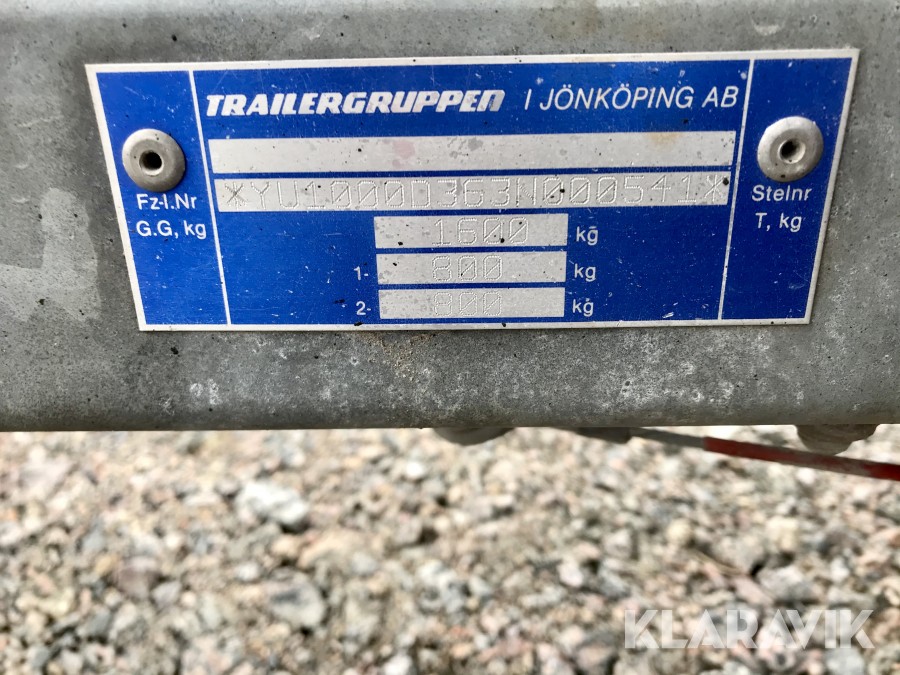 TRAILERGRUPPEN I JÖNKÖPING AB
*YU1000D363N000541*
Fz-I.Nr
Stelnr
G.G, kg
1600 kg
T, kg
1- 800 kg
2- 800 kg
KLARAVIK